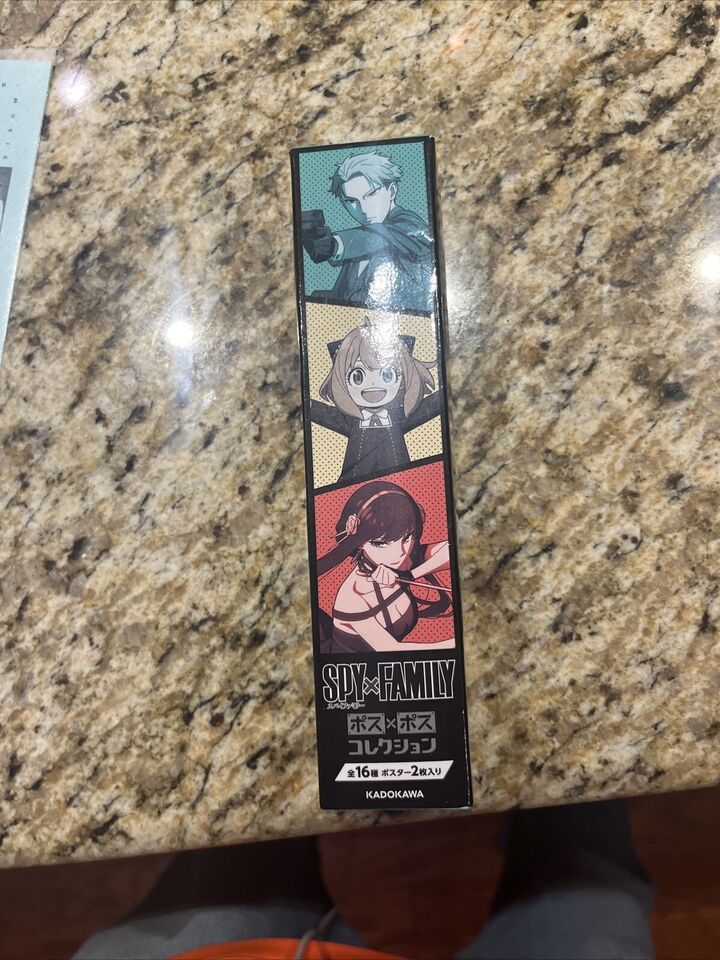 SPY×FAMILY
スパイファミリー
ポス×ポス
コレクション
全16種 ポスター2枚入り
KADOKAWA